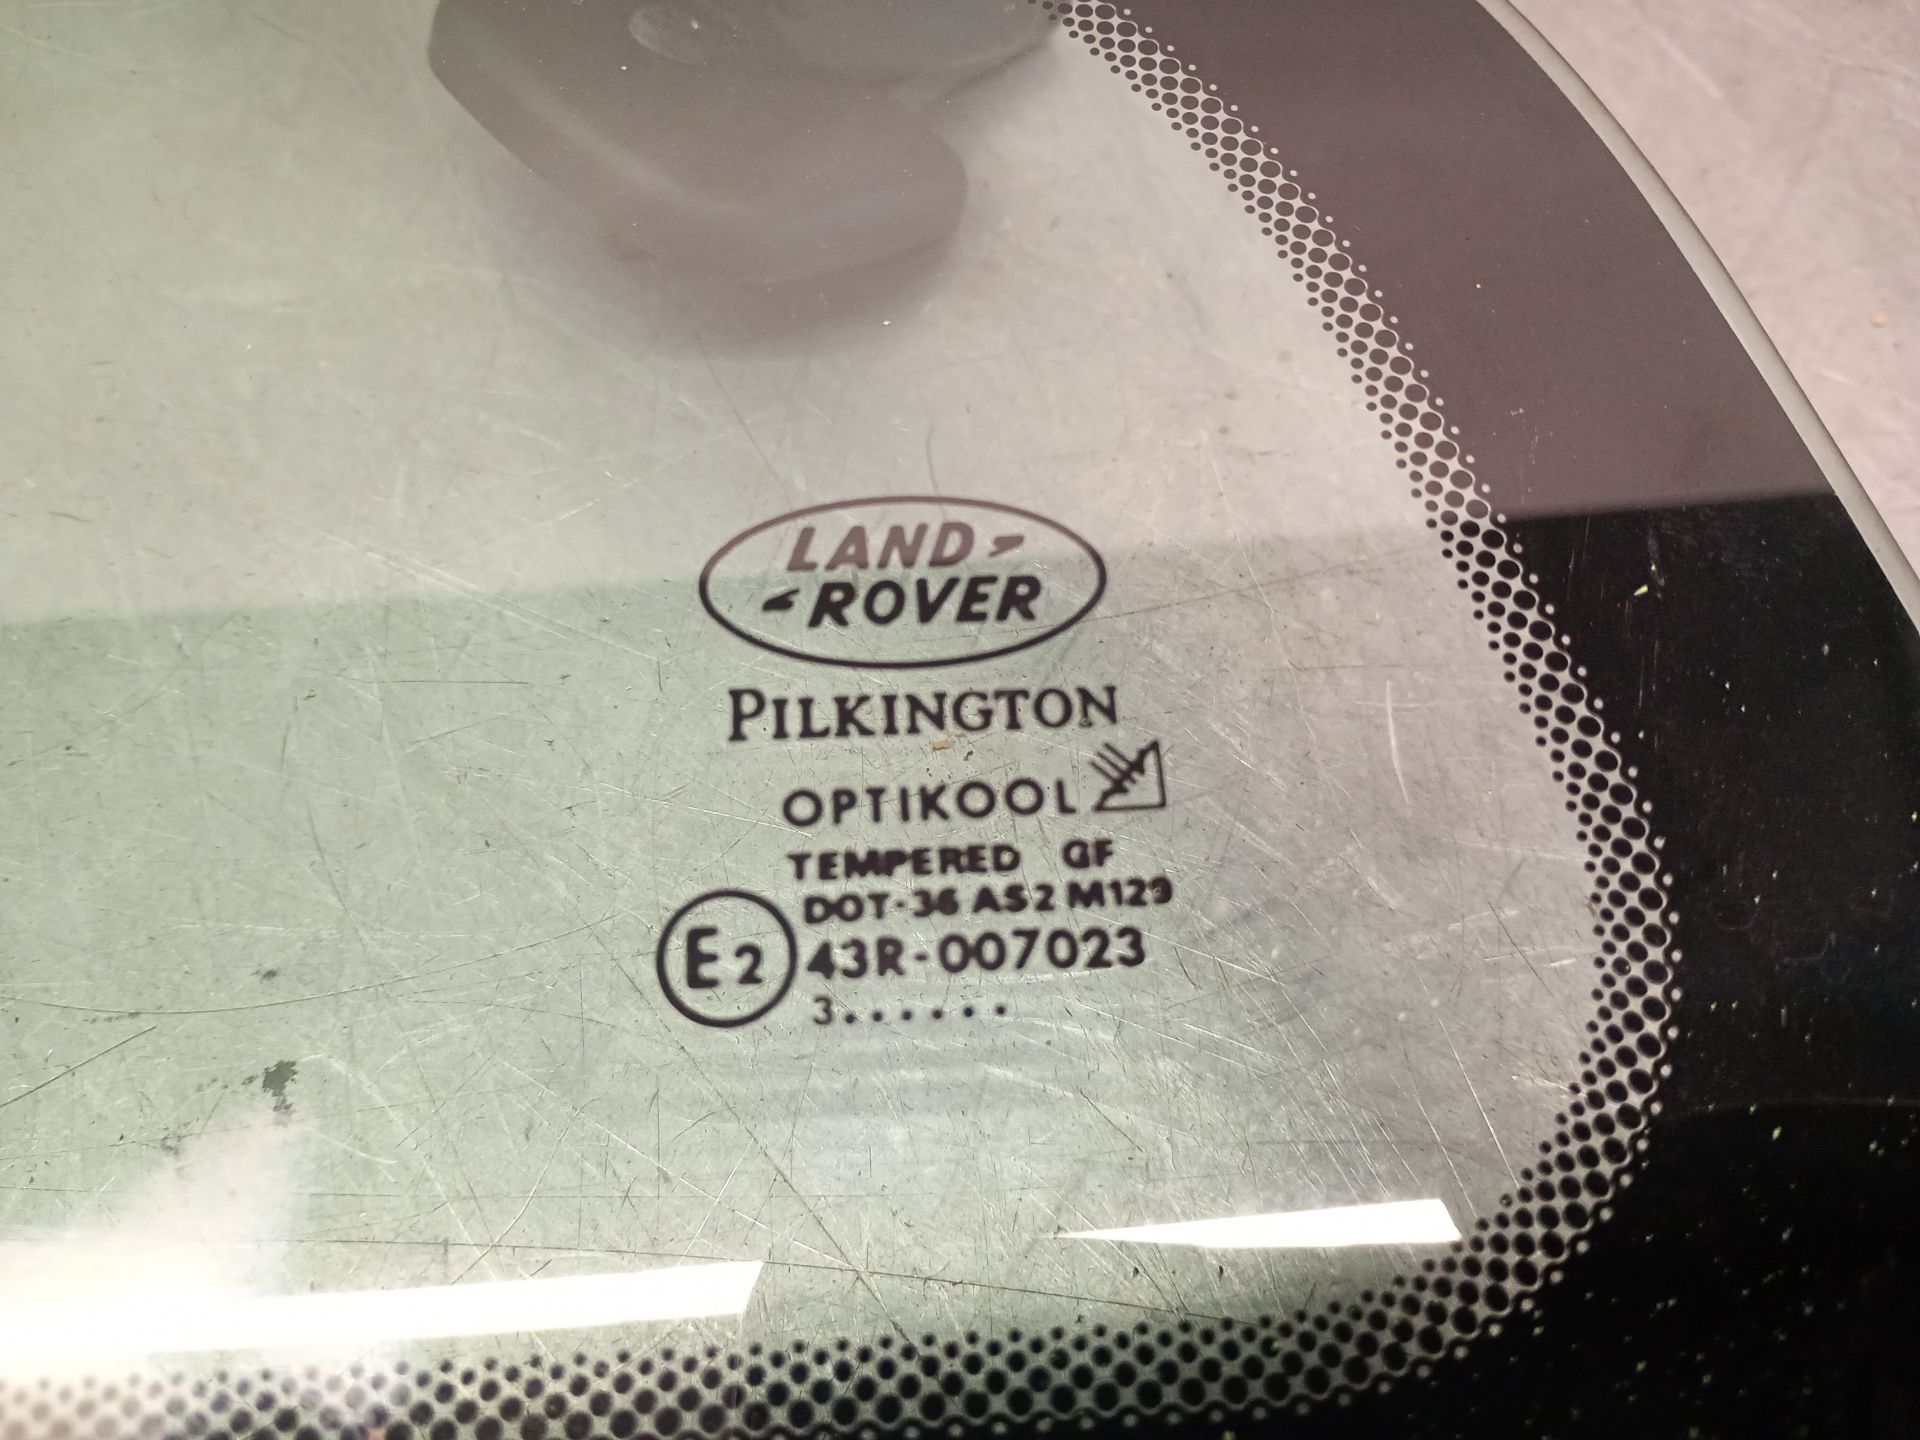 LAND
ROVER
PILKINGTON
OPTIKOOL
TEMPERED GF
DOT-36 AS2 M129
E2 43R-007023
3......